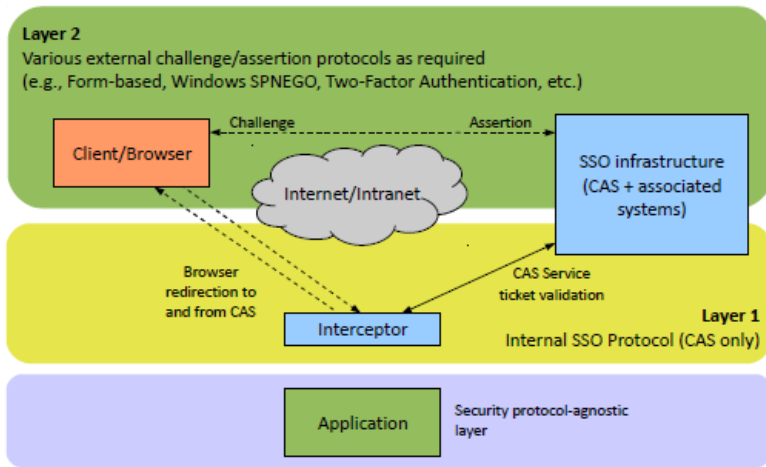 Layer 2
Various external challenge/assertion protocols as required
(e.g., Form-based, Windows SPNEGO, Two-Factor Authentication, etc.)
Challenge
Assertion
Client/Browser
SSO infrastructure
(CAS + associated
systems)
Internet/Intranet
Browser
redirection to
and from CAS
CAS Service
ticket validation
Interceptor
Layer 1
Internal SSO Protocol (CAS only)
Application
Security protocol-agnostic
layer